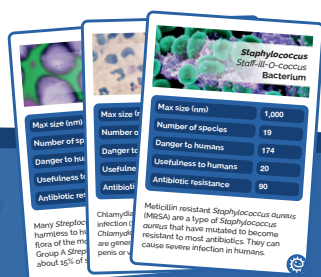 Max size (nm)
Number of sp
Danger to hu
Usefulness to
Antibiotic res
Many Streptoc
harmless to hu
flora of the mo
Group A Strep
about 15% of s
Max size (nm)
Number o
Danger to
Usefulne
Antibioti
Chlamydia
infection (
Chlamydia
are gener
penis or v
Staphylococcus
Staff-ill-O-coccus
Bacterium
Max size (nm) 1,000
Number of species 19
Danger to humans 174
Usefulness to humans 20
Antibiotic resistance 90
Meticillin resistant Staphylococcus aureus
(MRSA) are a type of Staphylococcus
aureus that have mutated to become
resistant to most antibiotics. They can
cause severe infection in humans.